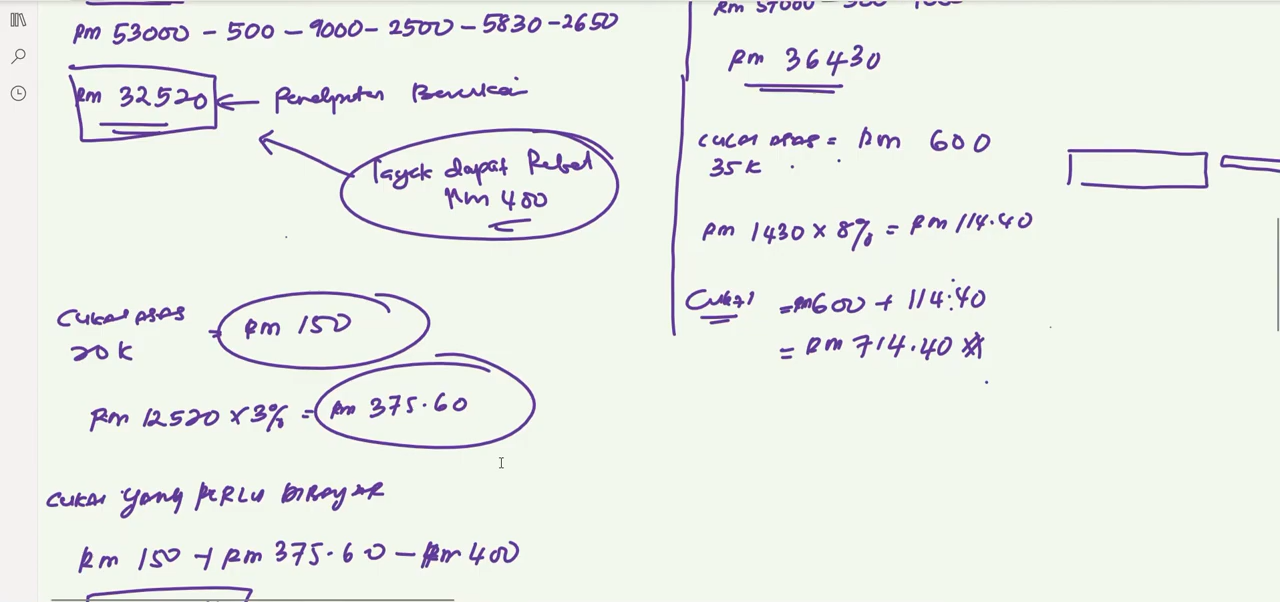 RM 53000 - 500 - 9000 - 2500 - 5830 - 2650
RM 32520 ← Pendapatan Bercukai
Layak dapat Rebat
RM 400
Cukai asas
20K = RM 150
RM 12520 x 3% = RM 375.60
Cukai yang perlu dibayar
RM 150 + RM 375.60 - RM 400
RM 36430
Cukai asas = RM 600
35K
RM 1430 x 8% = RM 114.40
Cukai = RM 600 + 114.40
= RM 714.40